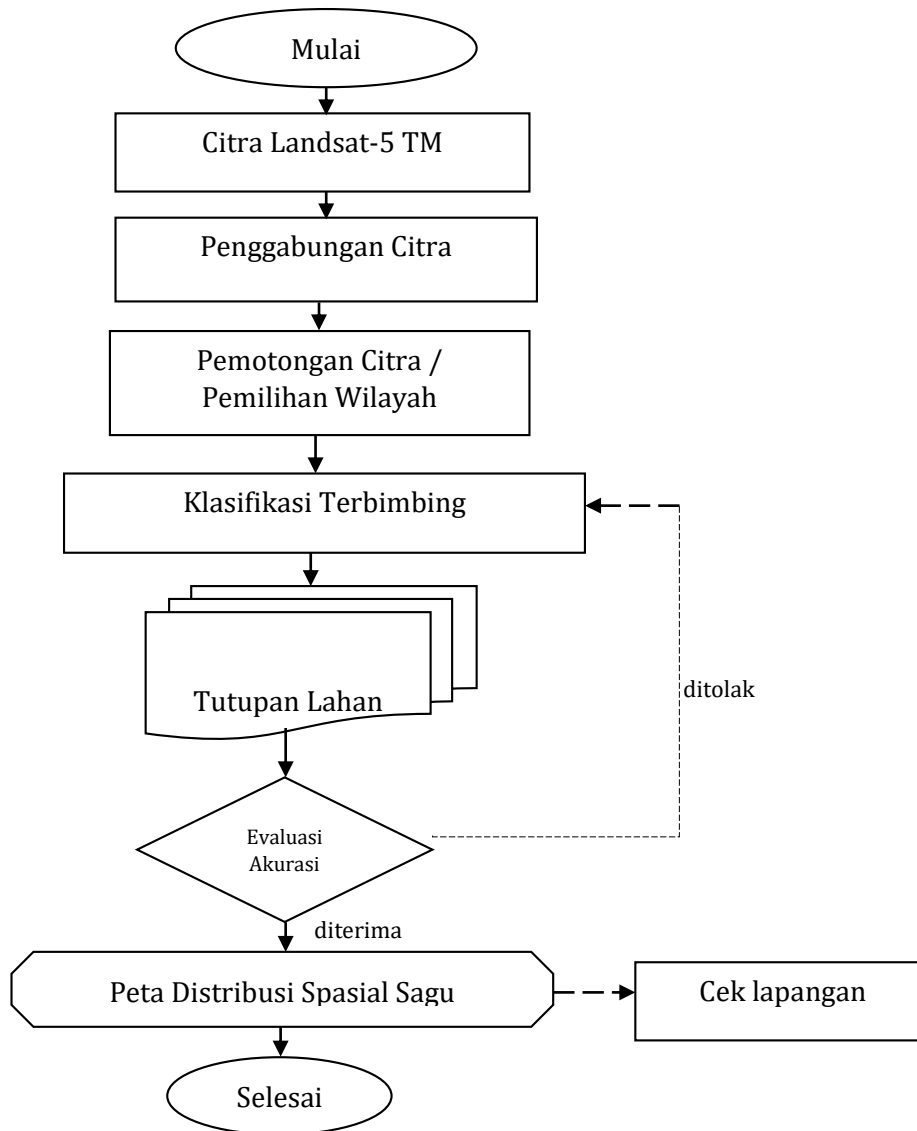 Mulai
Citra Landsat-5 TM
Penggabungan Citra
Pemotongan Citra /
Pemilihan Wilayah
Klasifikasi Terbimbing
Tutupan Lahan
ditolak
Evaluasi
Akurasi
diterima
Peta Distribusi Spasial Sagu
Cek lapangan
Selesai